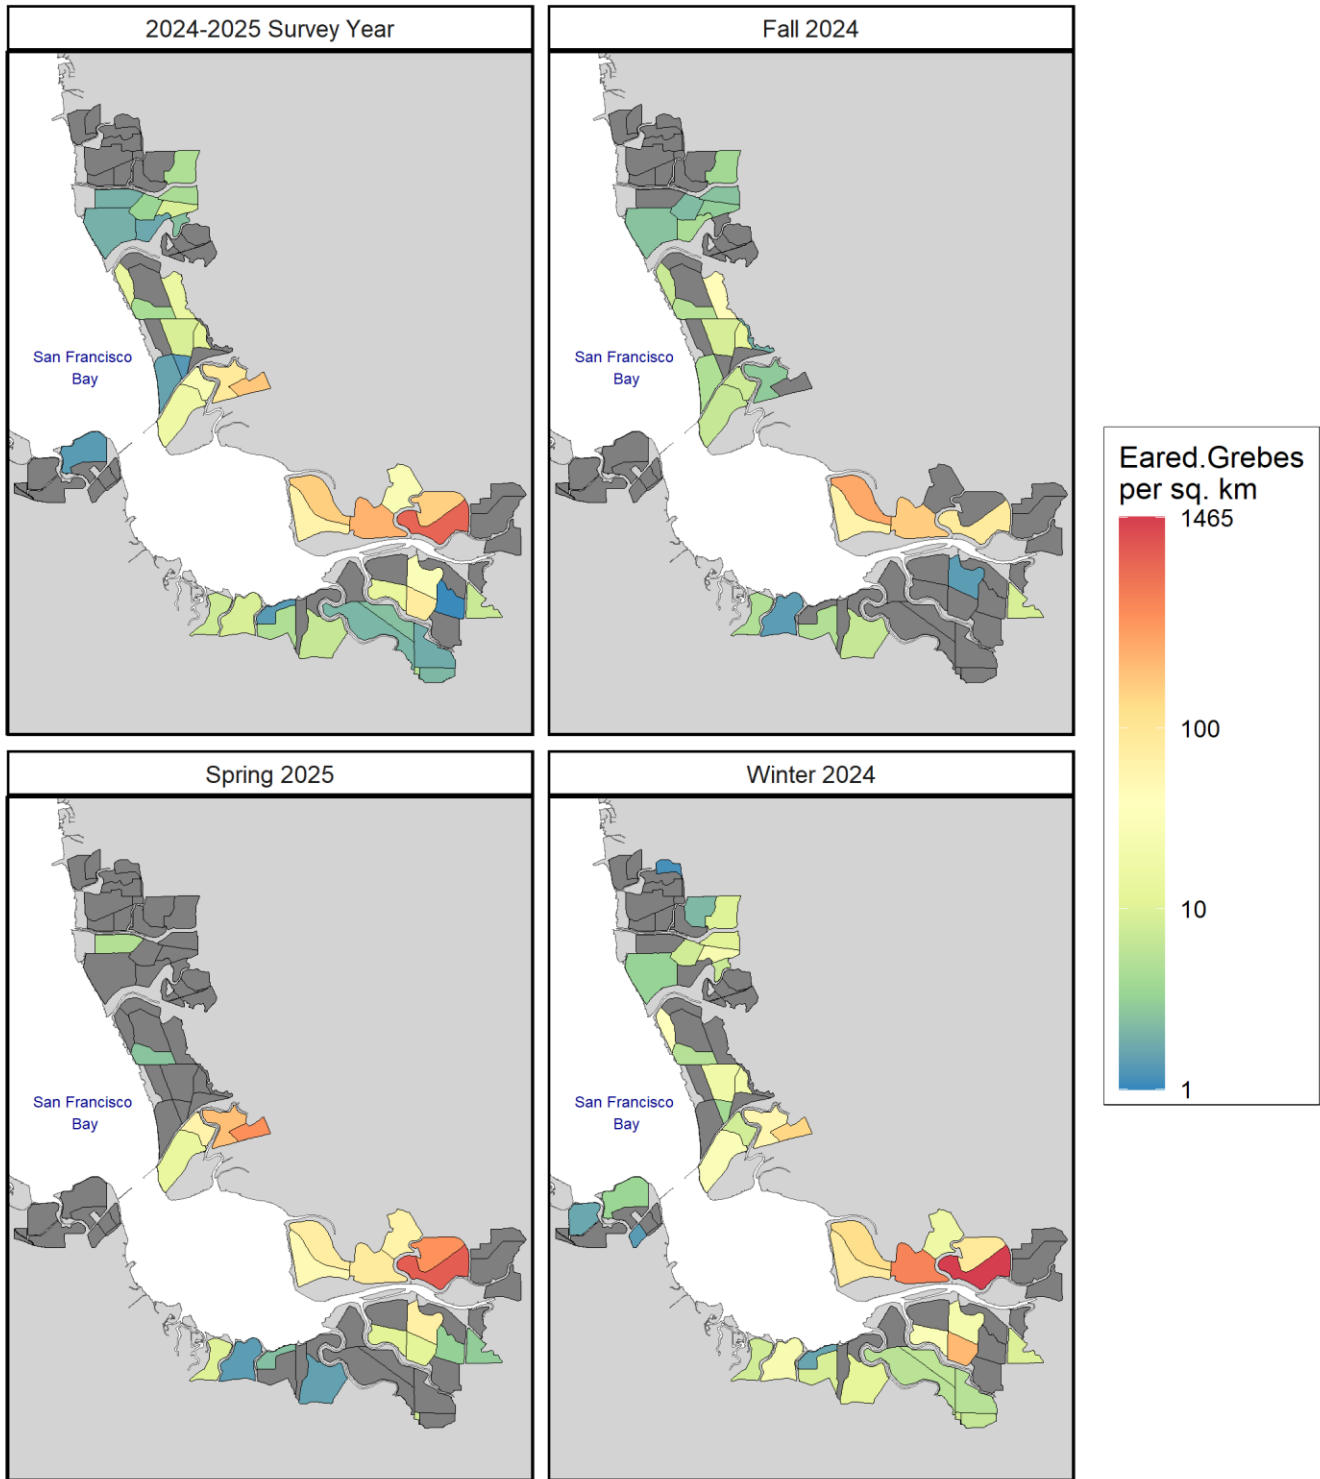 2024-2025 Survey Year
Fall 2024
San Francisco
Bay
San Francisco
Bay
Spring 2025
Winter 2024
San Francisco
Bay
San Francisco
Bay
Eared.Grebes
per sq. km
1465
100
10
1